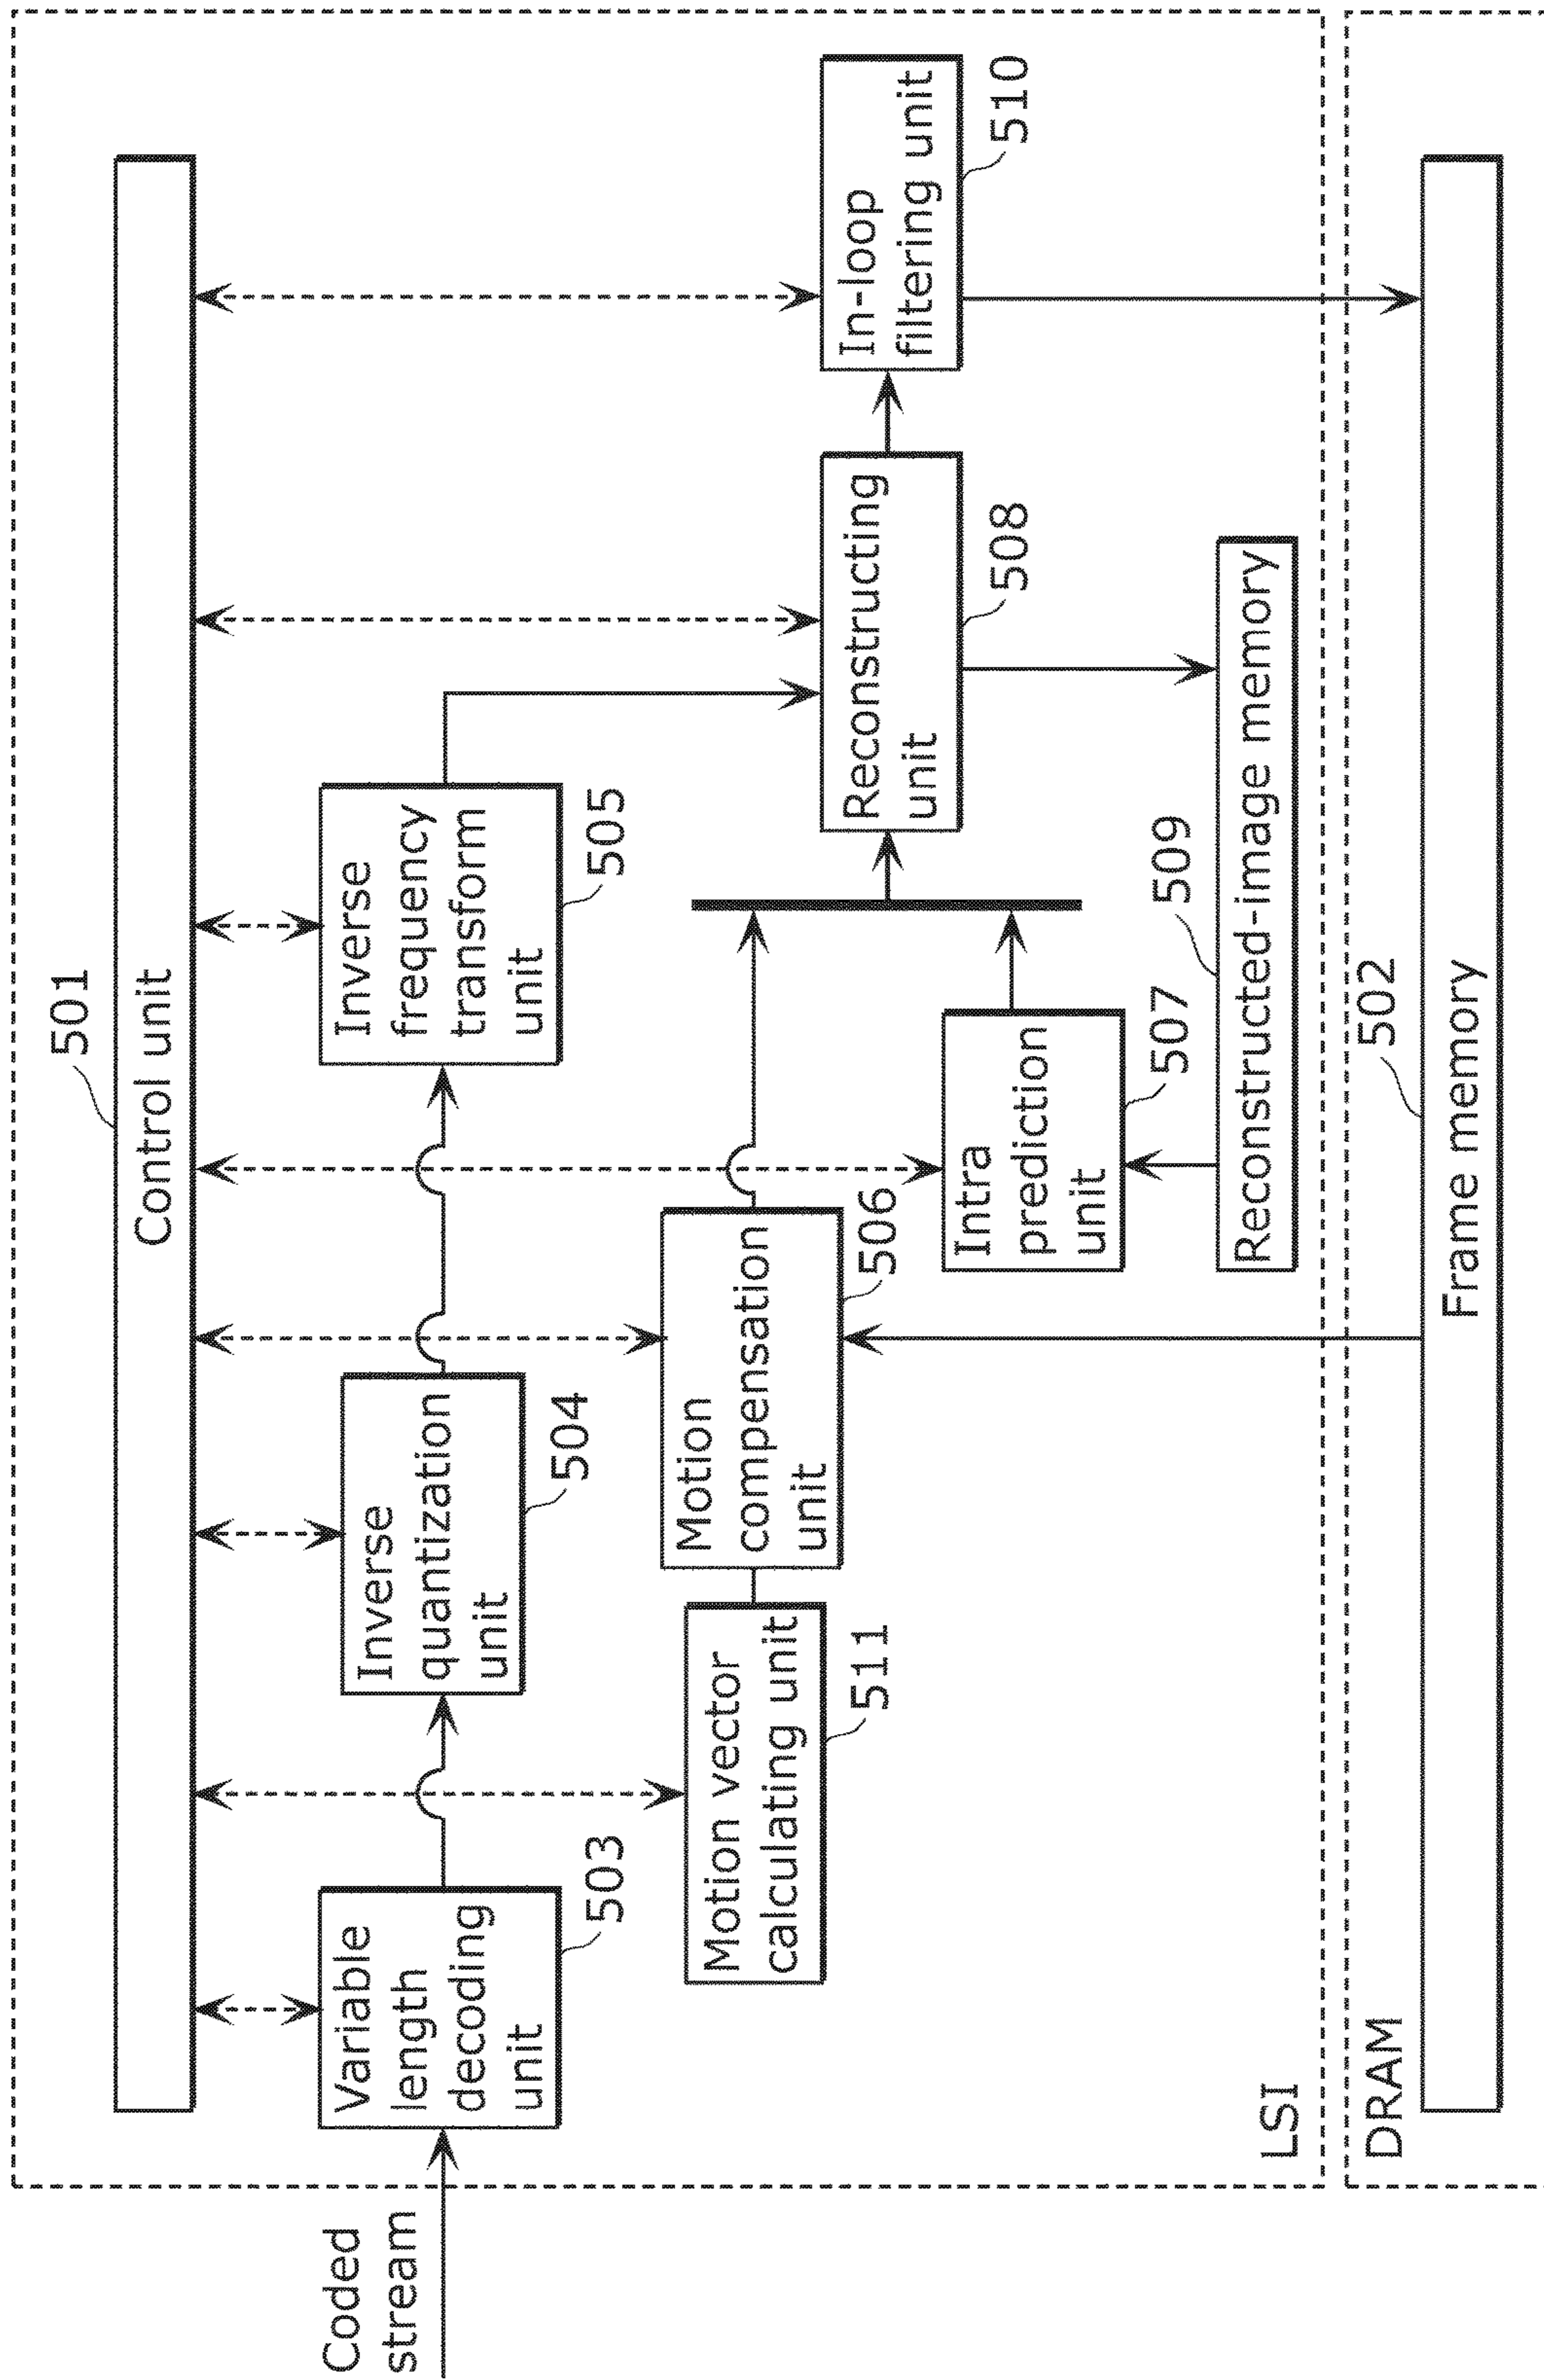 501
Control unit
Coded
stream
Variable
length
decoding
unit
503
Inverse
quantization
unit
504
Inverse
frequency
transform
unit
505
Motion vector
calculating unit
511
Motion
compensation
unit
506
Intra
prediction
unit
507
Reconstructing
unit
508
In-loop
filtering unit
510
509
Reconstructed-image memory
LSI
DRAM
502
Frame memory